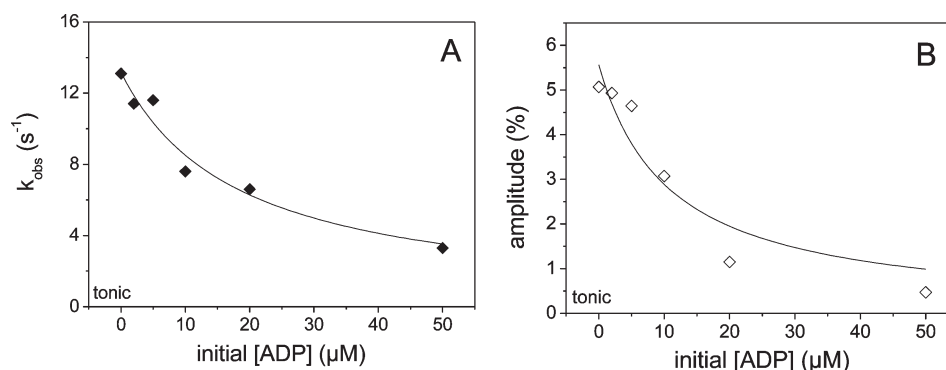 A
k_obs (s⁻¹)
16
12
8
4
0
tonic
0 10 20 30 40 50
initial [ADP] (µM)
B
amplitude (%)
6
5
4
3
2
1
0
tonic
0 10 20 30 40 50
initial [ADP] (µM)